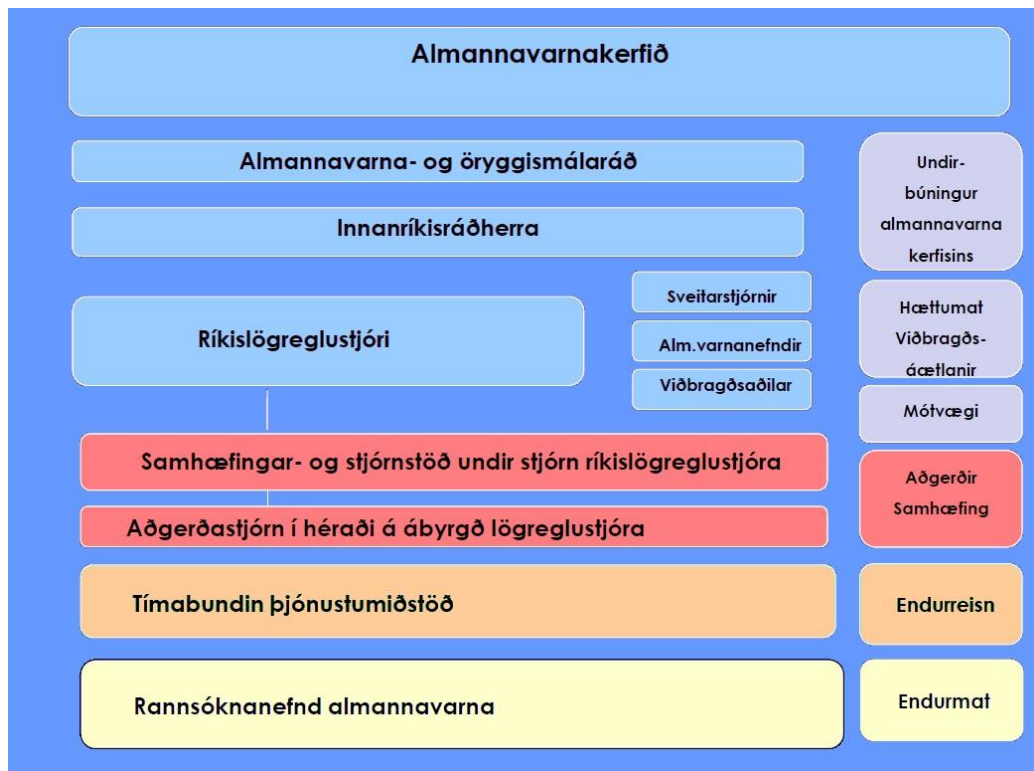 Almannavarnakerfið
Almannavarna- og öryggismálaráð
Innanríkisráðherra
Ríkislögreglustjóri
Sveitarstjórnir
Alm.varnanefndir
Viðbragðsaðilar
Samhæfingar- og stjórnstöð undir stjórn ríkislögreglustjóra
Aðgerðastjórn í héraði á ábyrgð lögreglustjóra
Tímabundin þjónustumiðstöð
Rannsóknanefnd almannavarna
Undir-
búningur
almannavarna
kerfisins
Hættumat
Viðbragðs-
áætlanir
Mótvægi
Aðgerðir
Samhæfing
Endurreisn
Endurmat